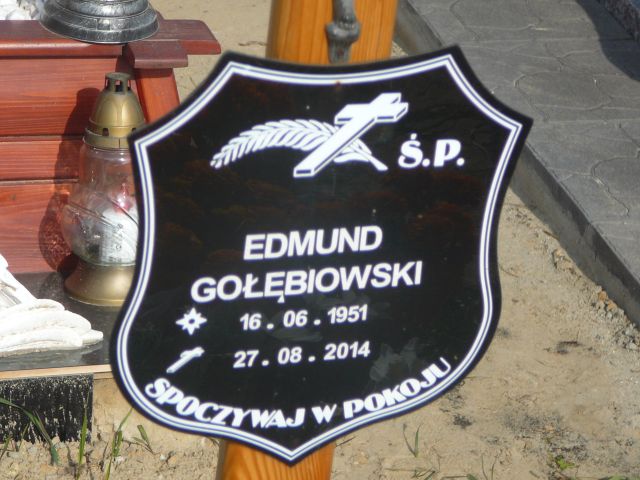 Ś.P.
EDMUND
GOŁĘBIOWSKI
16.06.1951
27.08.2014
SPOCZYWAJ W POKOJU